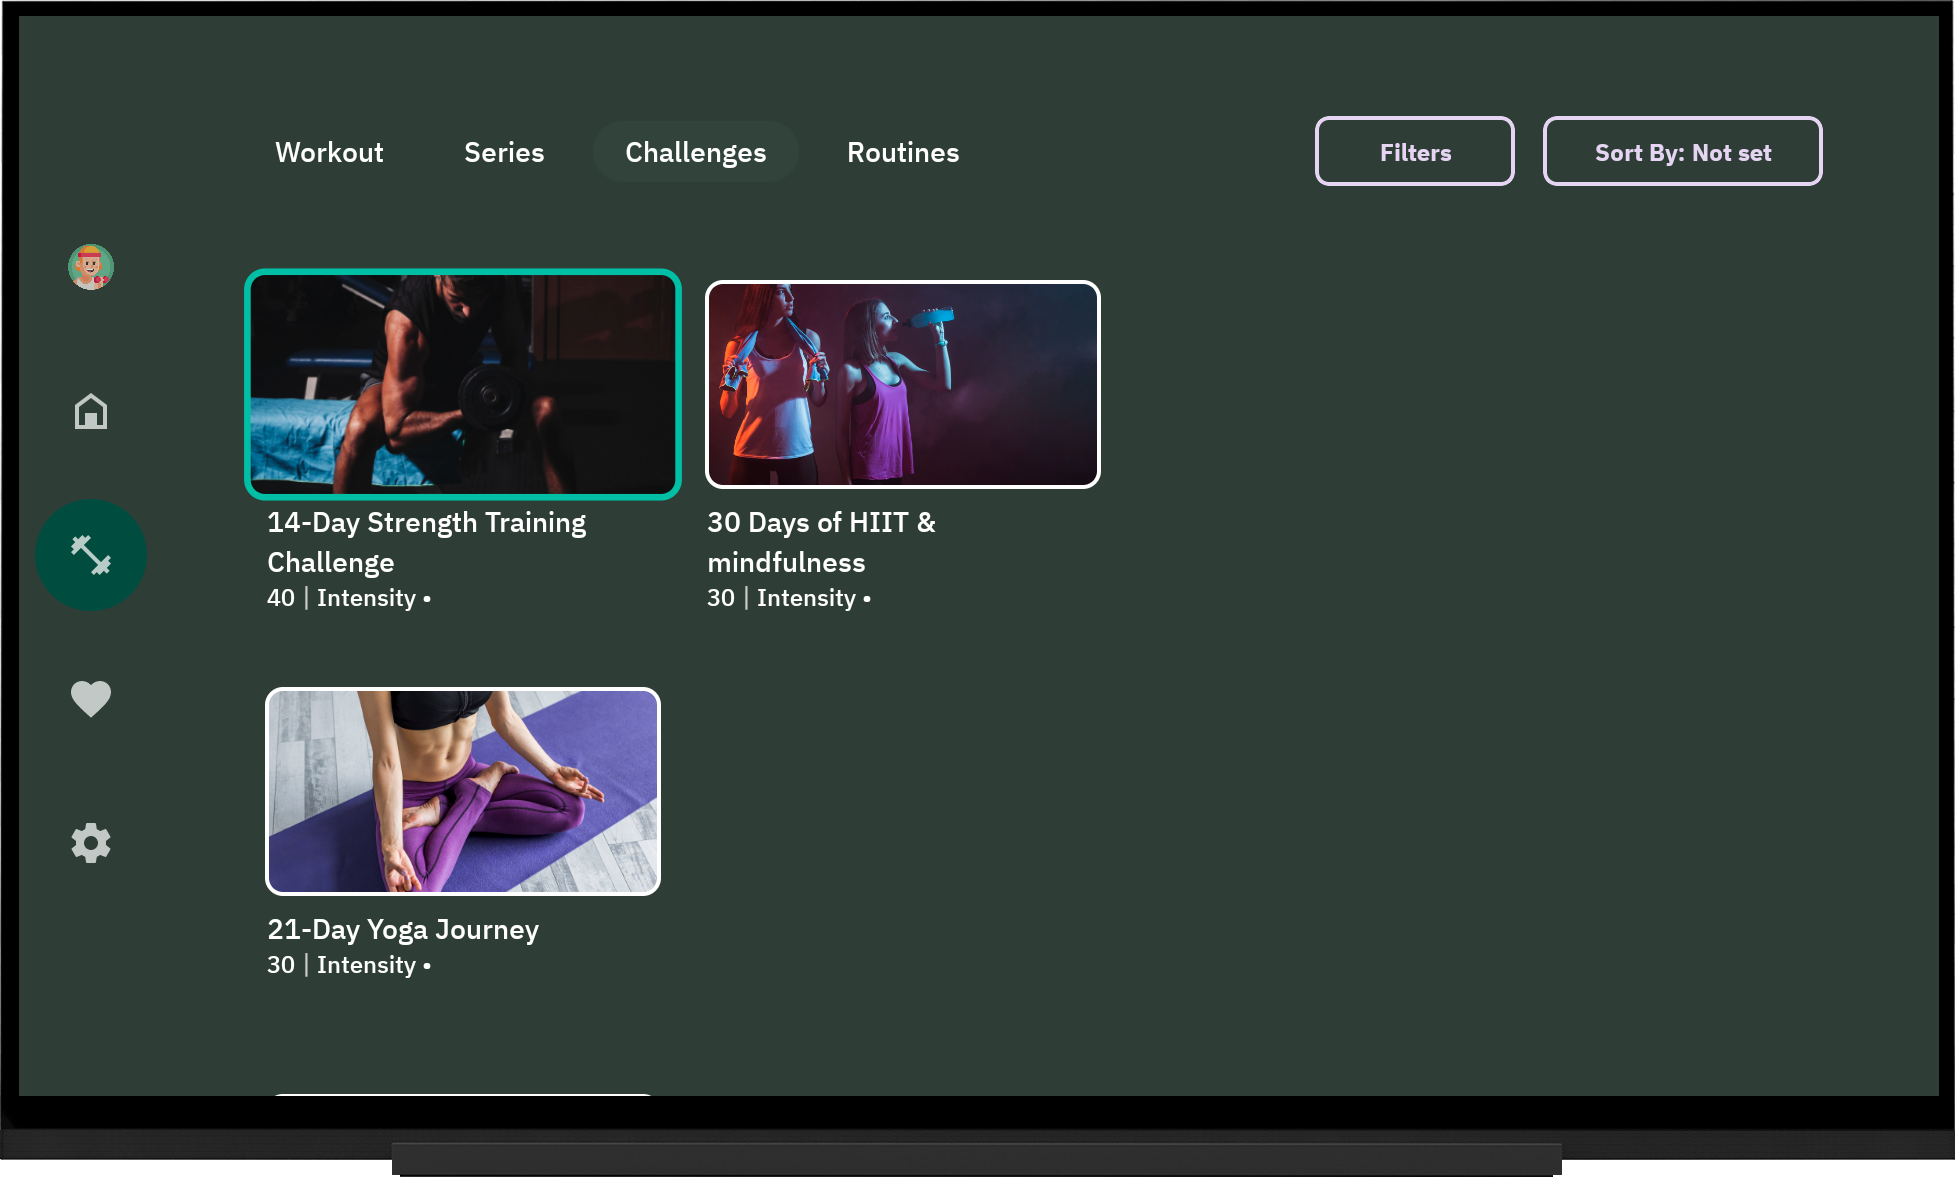 Workout
Series
Challenges
Routines
Filters
Sort By: Not set
14-Day Strength Training
Challenge
40 | Intensity •
30 Days of HIIT &
mindfulness
30 | Intensity •
21-Day Yoga Journey
30 | Intensity •